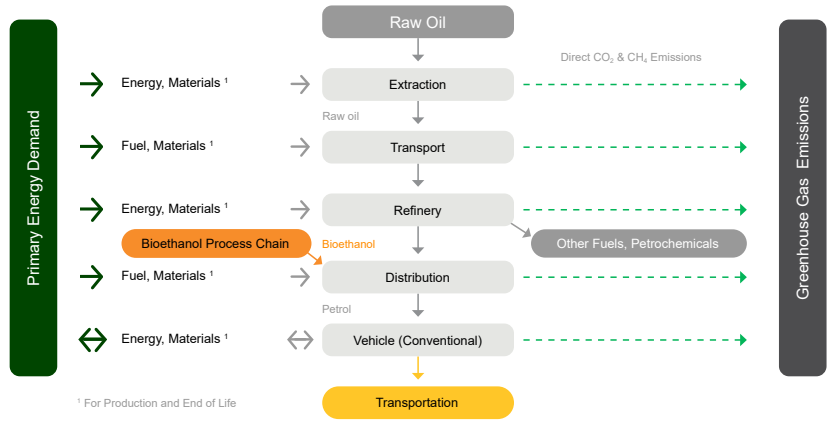 Raw Oil
Primary Energy Demand
Greenhouse Gas Emissions
Direct CO₂ & CH₄ Emissions
Energy, Materials ¹
Extraction
Raw oil
Fuel, Materials ¹
Transport
Energy, Materials ¹
Refinery
Bioethanol Process Chain
Bioethanol
Other Fuels, Petrochemicals
Fuel, Materials ¹
Distribution
Petrol
Energy, Materials ¹
Vehicle (Conventional)
¹ For Production and End of Life
Transportation